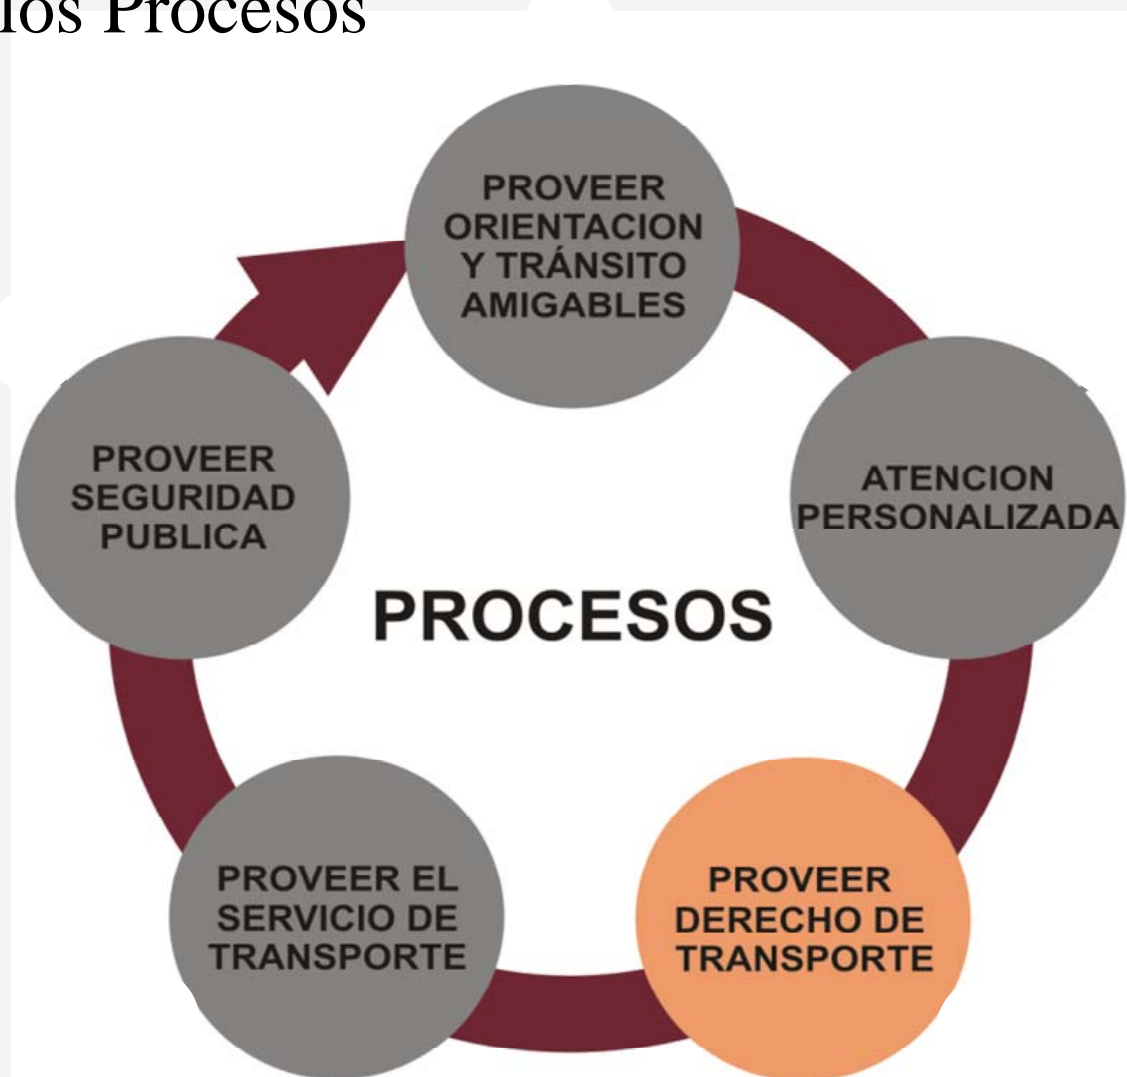 los Procesos
PROVEER
ORIENTACION
Y TRÁNSITO
AMIGABLES
ATENCION
PERSONALIZADA
PROVEER
DERECHO DE
TRANSPORTE
PROVEER EL
SERVICIO DE
TRANSPORTE
PROVEER
SEGURIDAD
PUBLICA
PROCESOS